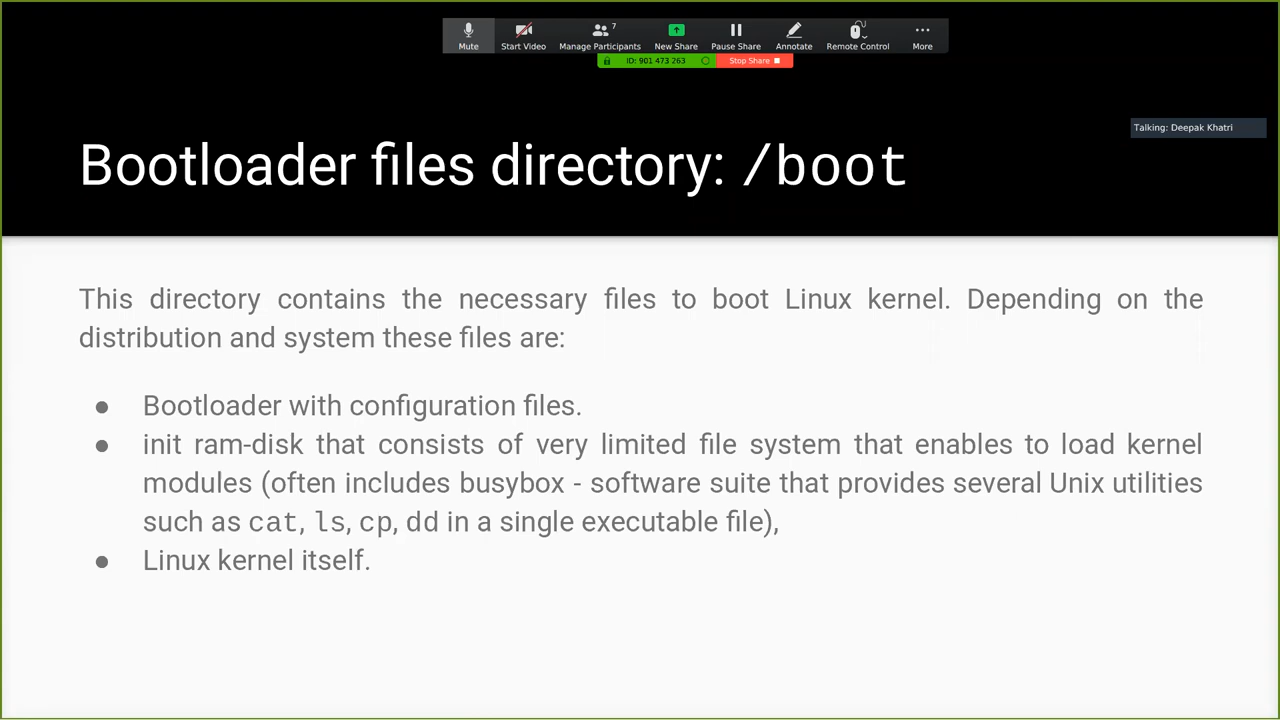 7
Mute Start Video Manage Participants New Share Pause Share Annotate Remote Control More
ID: 901 473 263 Stop Share
Talking: Deepak Khatri
Bootloader files directory: /boot
This directory contains the necessary files to boot Linux kernel. Depending on the
distribution and system these files are:
● Bootloader with configuration files.
● init ram-disk that consists of very limited file system that enables to load kernel
modules (often includes busybox - software suite that provides several Unix utilities
such as cat, ls, cp, dd in a single executable file),
● Linux kernel itself.